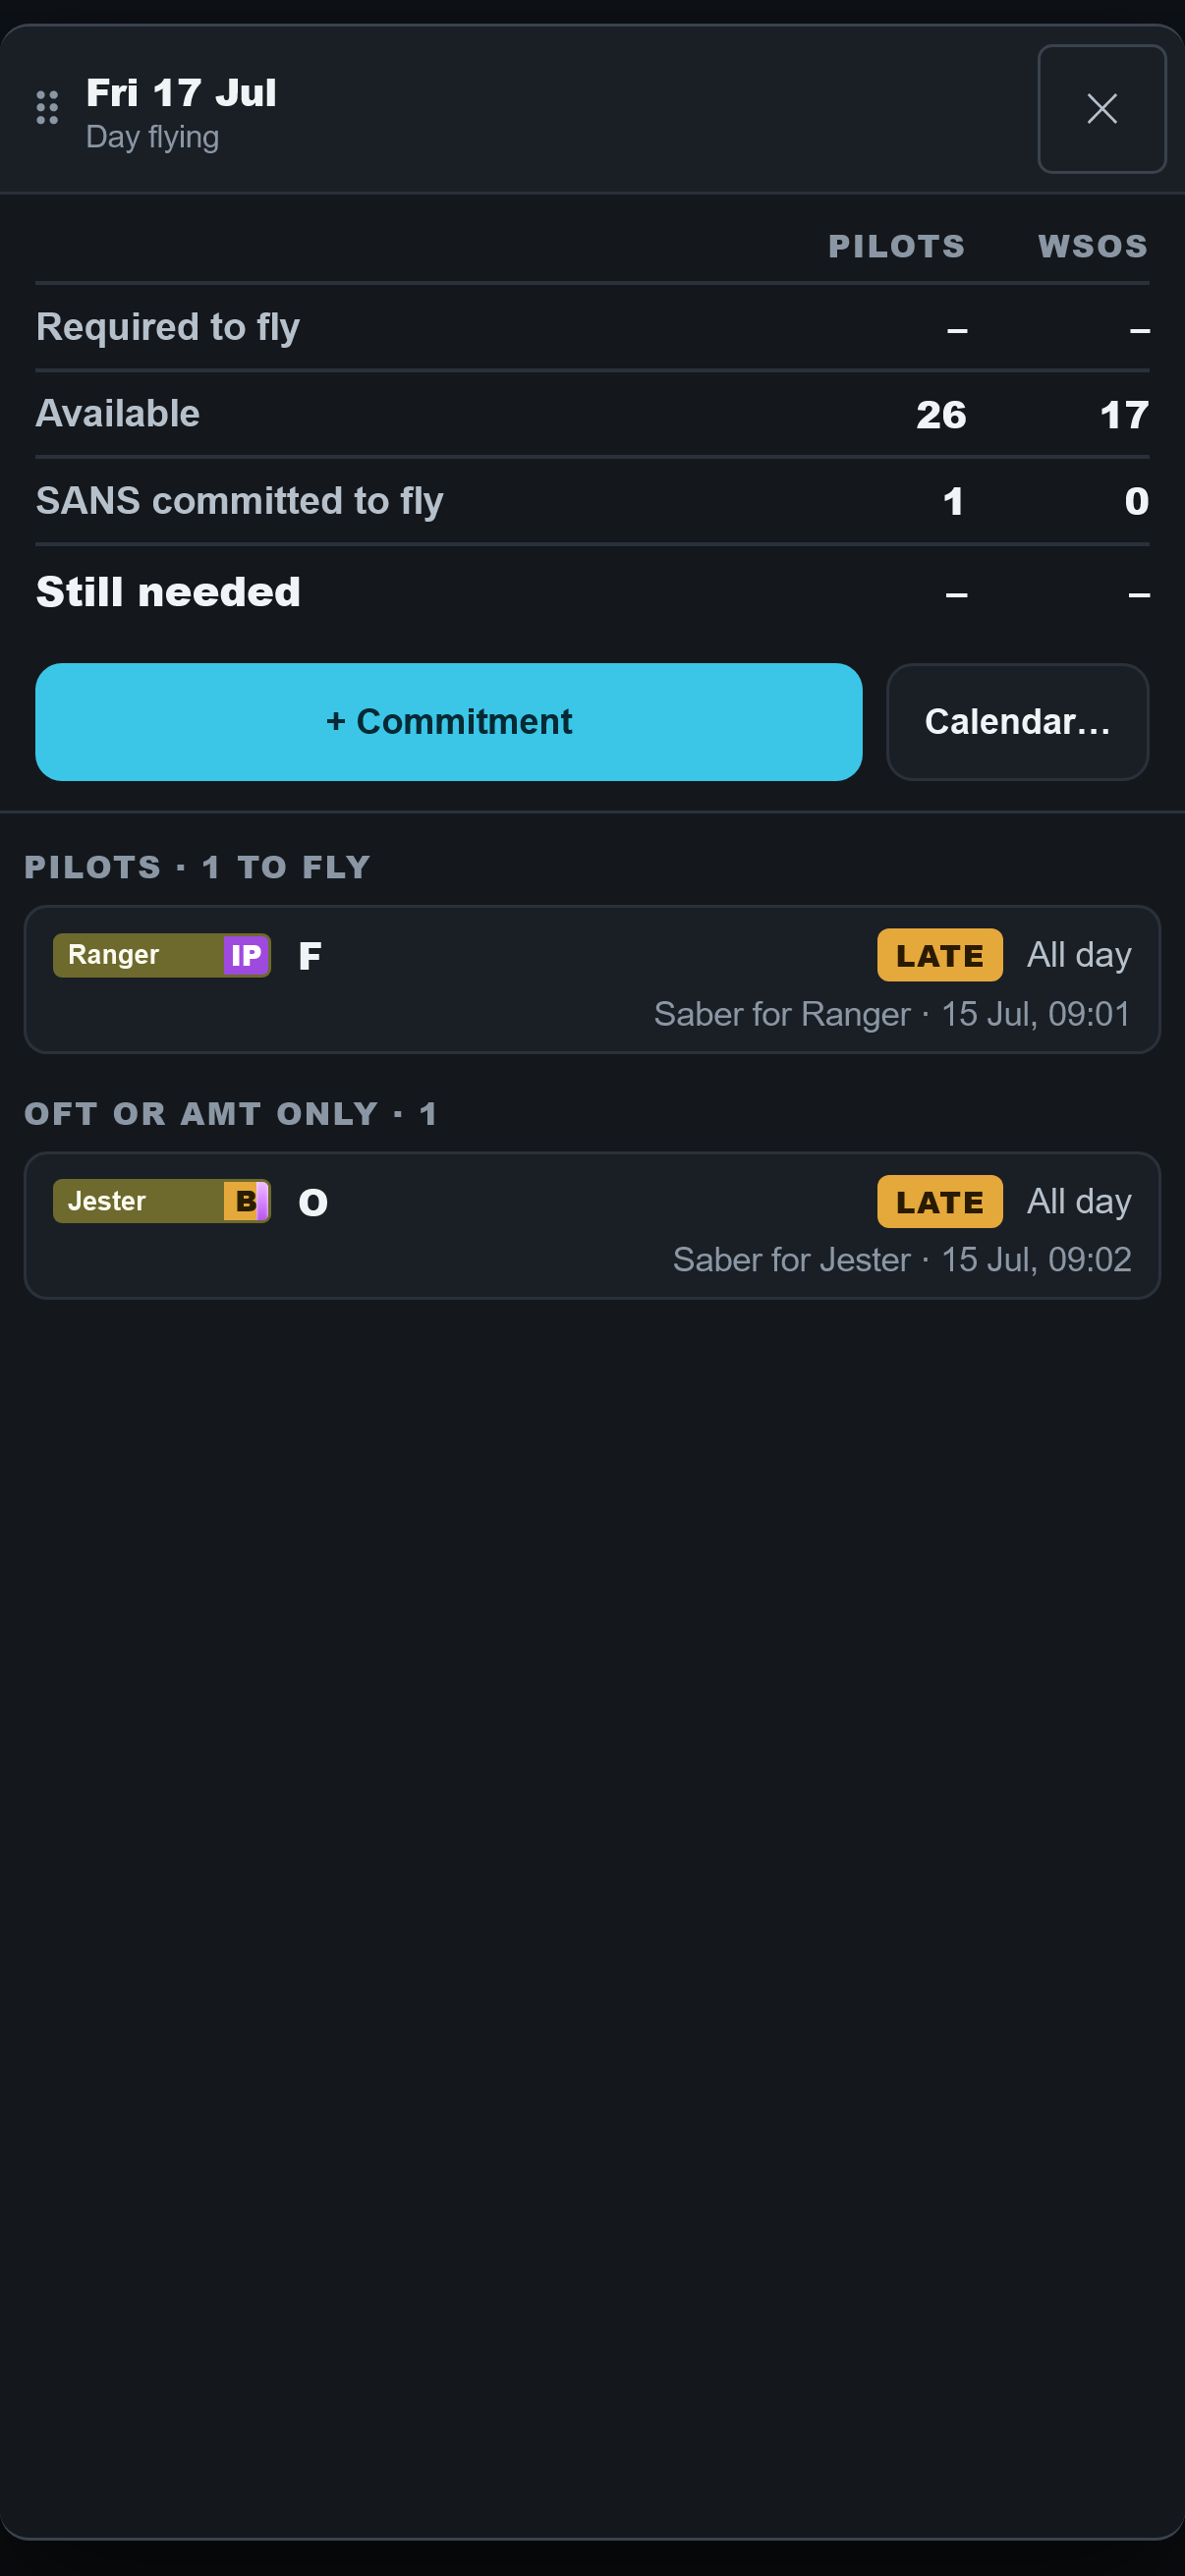 Fri 17 Jul
Day flying
PILOTS WSOS
Required to fly – –
Available 26 17
SANS committed to fly 1 0
Still needed – –
+ Commitment Calendar...
PILOTS · 1 TO FLY
Ranger IP F LATE All day
Saber for Ranger · 15 Jul, 09:01
OFT OR AMT ONLY · 1
Jester B O LATE All day
Saber for Jester · 15 Jul, 09:02